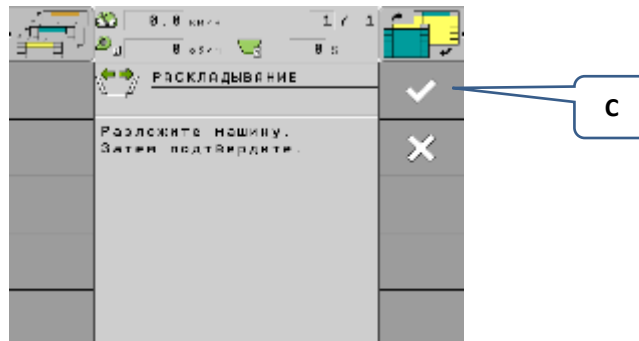 0.0 км/ч 1 / 1
0 об/м 0 s
РАСКЛАДЫВАНИЕ
C
Разложите машину.
Затем подтвердите.